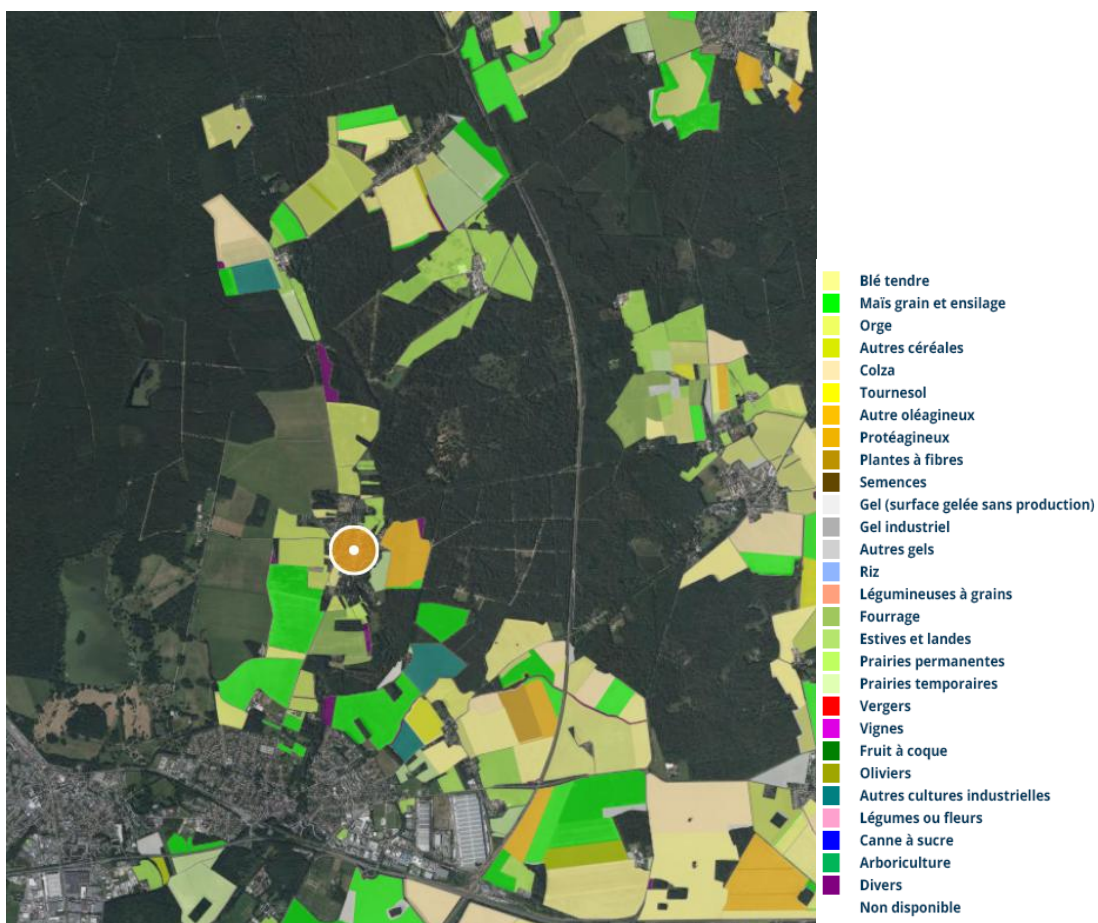 Blé tendre
Maïs grain et ensilage
Orge
Autres céréales
Colza
Tournesol
Autre oléagineux
Protéagineux
Plantes à fibres
Semences
Gel (surface gelée sans production)
Gel industriel
Autres gels
Riz
Légumineuses à grains
Fourrage
Estives et landes
Prairies permanentes
Prairies temporaires
Vergers
Vignes
Fruit à coque
Oliviers
Autres cultures industrielles
Légumes ou fleurs
Canne à sucre
Arboriculture
Divers
Non disponible